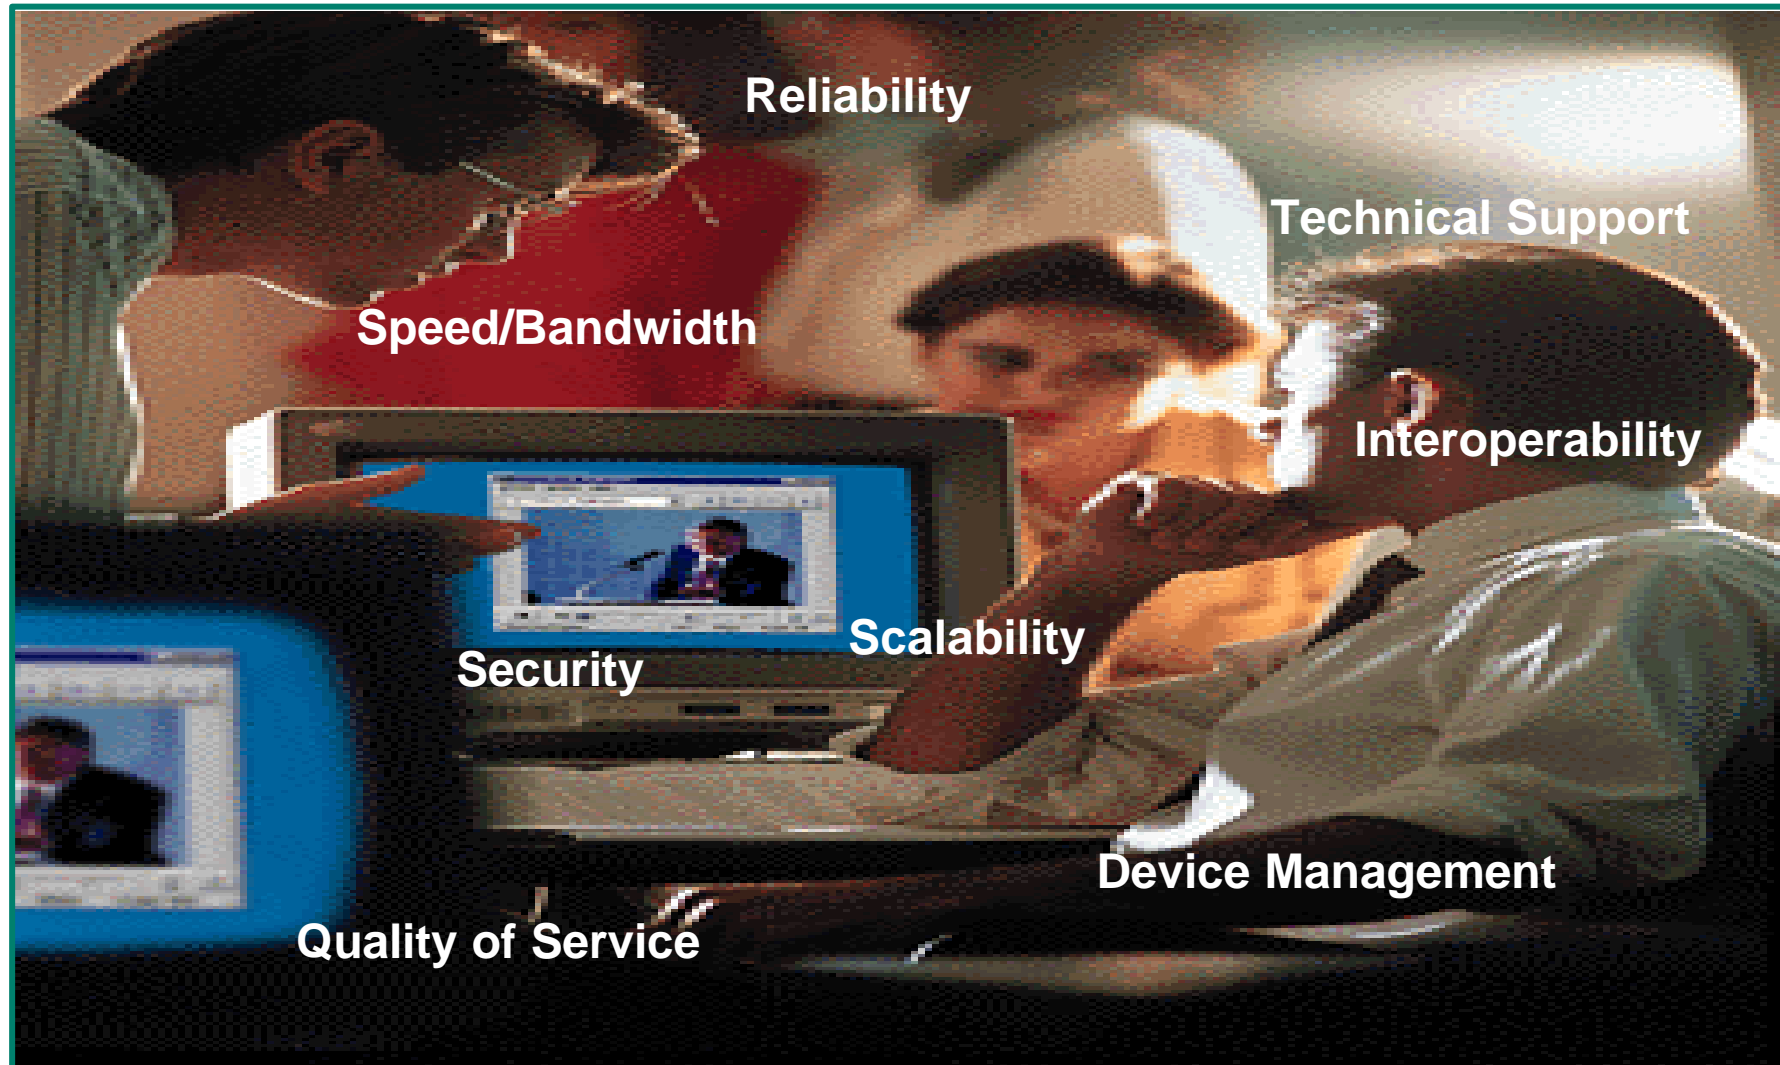 Reliability
Technical Support
Speed/Bandwidth
Interoperability
Scalability
Security
Device Management
Quality of Service